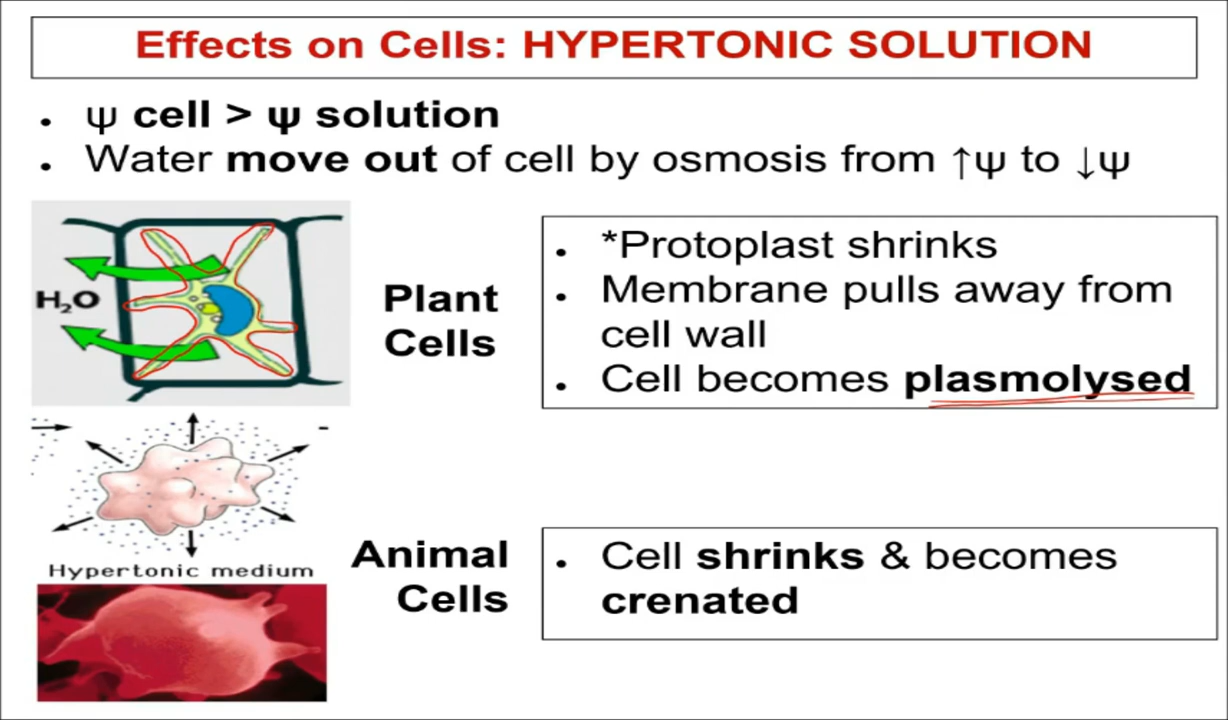 Effects on Cells: HYPERTONIC SOLUTION
• ψ cell > ψ solution
• Water move out of cell by osmosis from ↑ψ to ↓ψ
H₂O
Plant
Cells
• *Protoplast shrinks
• Membrane pulls away from
cell wall
• Cell becomes plasmolysed
Hypertonic medium
Animal
Cells
• Cell shrinks & becomes
crenated